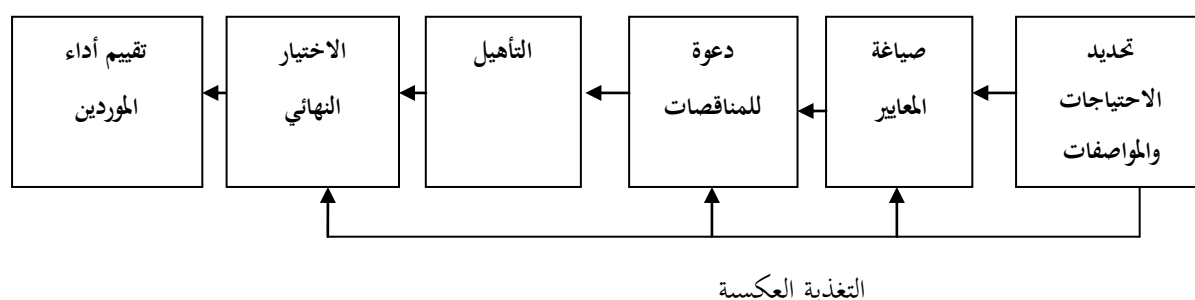 تحديد
الاحتياجات
والمواصفات
صياغة
المعايير
دعوة
للمناقصات
التأهيل
الاختيار
النهائي
تقييم أداء
الموردين
التغذية العكسية